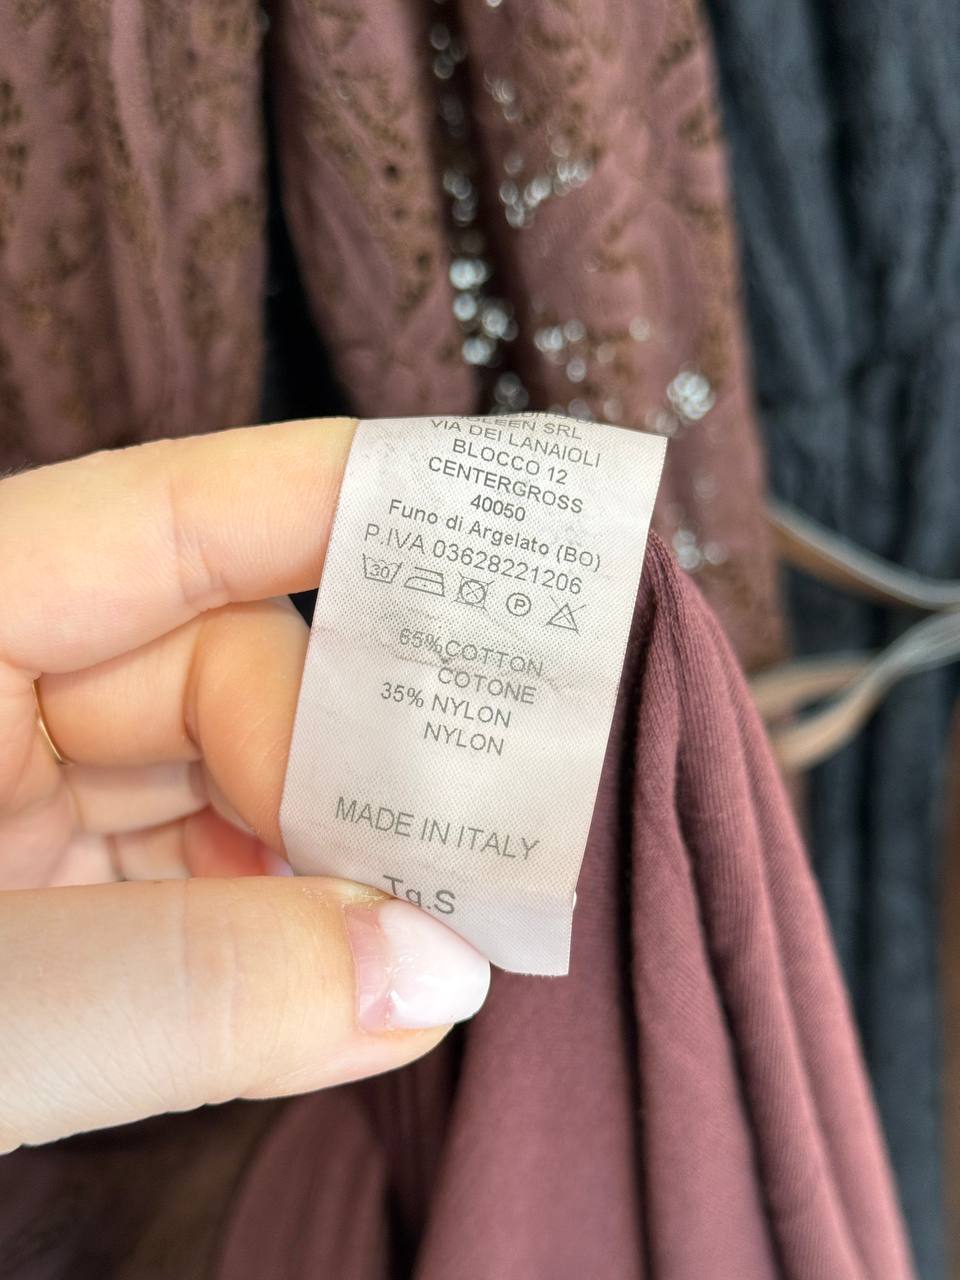 SRL
VIA DEI LANAIOLI
BLOCCO 12
CENTERGROSS
40050
Funo di Argelato (BO)
P.IVA 03628221206
30 P
65%COTTON
COTONE
35% NYLON
NYLON
MADE IN ITALY
Tg.S